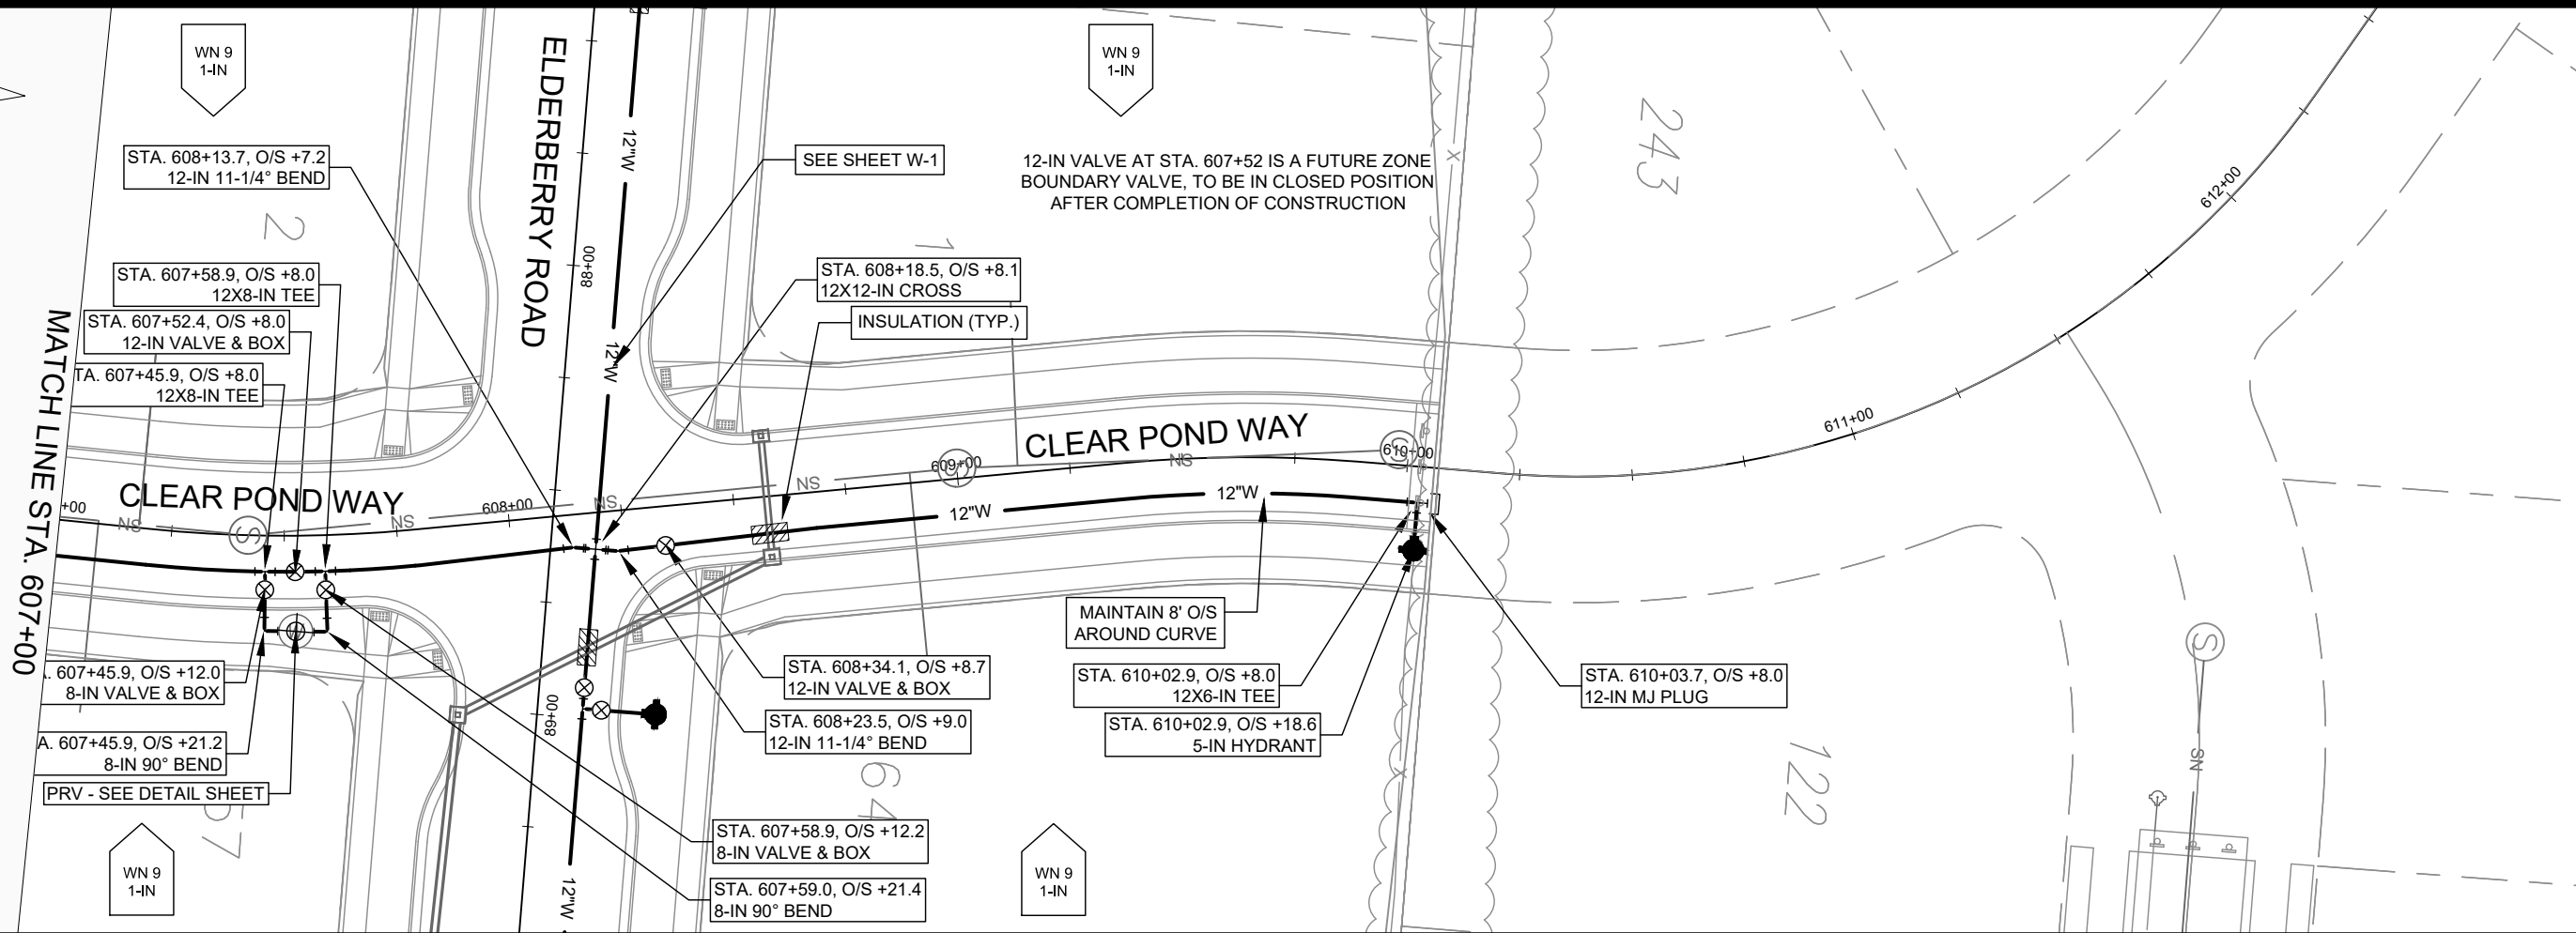 WN 9
1-IN
WN 9
1-IN
ELDERBERRY ROAD
12"W
SEE SHEET W-1
12-IN VALVE AT STA. 607+52 IS A FUTURE ZONE
BOUNDARY VALVE, TO BE IN CLOSED POSITION
AFTER COMPLETION OF CONSTRUCTION
X
243
612+00
STA. 608+13.7, O/S +7.2
12-IN 11-1/4° BEND
2
88+00
1
STA. 607+58.9, O/S +8.0
12X8-IN TEE
STA. 608+18.5, O/S +8.1
12X12-IN CROSS
STA. 607+52.4, O/S +8.0
12-IN VALVE & BOX
INSULATION (TYP.)
12"W
TA. 607+45.9, O/S +8.0
12X8-IN TEE
MATCH LINE STA. 607+00
CLEAR POND WAY
611+00
609+00
S
610+00
S
NS
NS
CLEAR POND WAY
+00
608+00
NS
NS
NS
S
12"W
12"W
MAINTAIN 8' O/S
AROUND CURVE
S
. 607+45.9, O/S +12.0
8-IN VALVE & BOX
STA. 608+34.1, O/S +8.7
12-IN VALVE & BOX
STA. 610+02.9, O/S +8.0
12X6-IN TEE
STA. 610+03.7, O/S +8.0
12-IN MJ PLUG
89+00
STA. 608+23.5, O/S +9.0
12-IN 11-1/4° BEND
STA. 610+02.9, O/S +18.6
5-IN HYDRANT
A. 607+45.9, O/S +21.2
8-IN 90° BEND
64
X
122
SN
PRV - SEE DETAIL SHEET
67
STA. 607+58.9, O/S +12.2
8-IN VALVE & BOX
WN 9
1-IN
STA. 607+59.0, O/S +21.4
8-IN 90° BEND
12"W
WN 9
1-IN